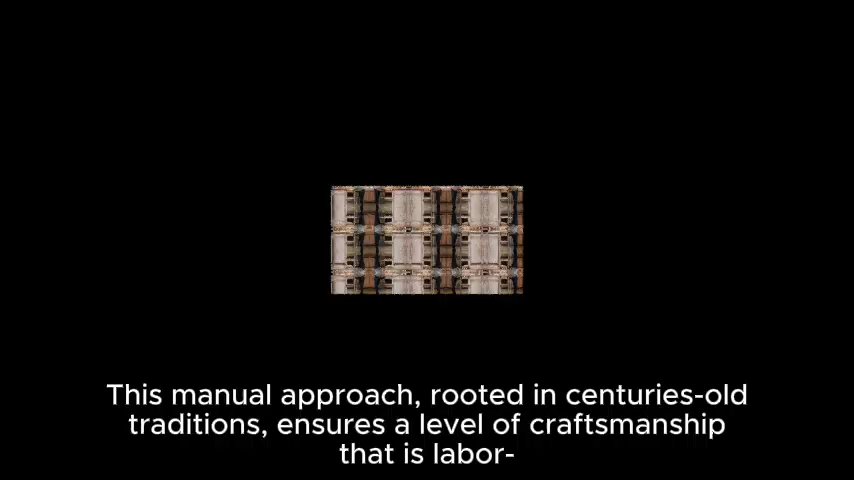 This manual approach, rooted in centuries-old
traditions, ensures a level of craftsmanship
that is labor-